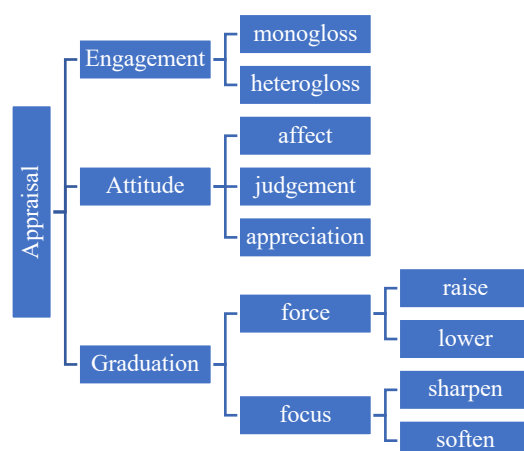 Appraisal
Engagement
monogloss
heterogloss
Attitude
affect
judgement
appreciation
Graduation
force
raise
lower
focus
sharpen
soften